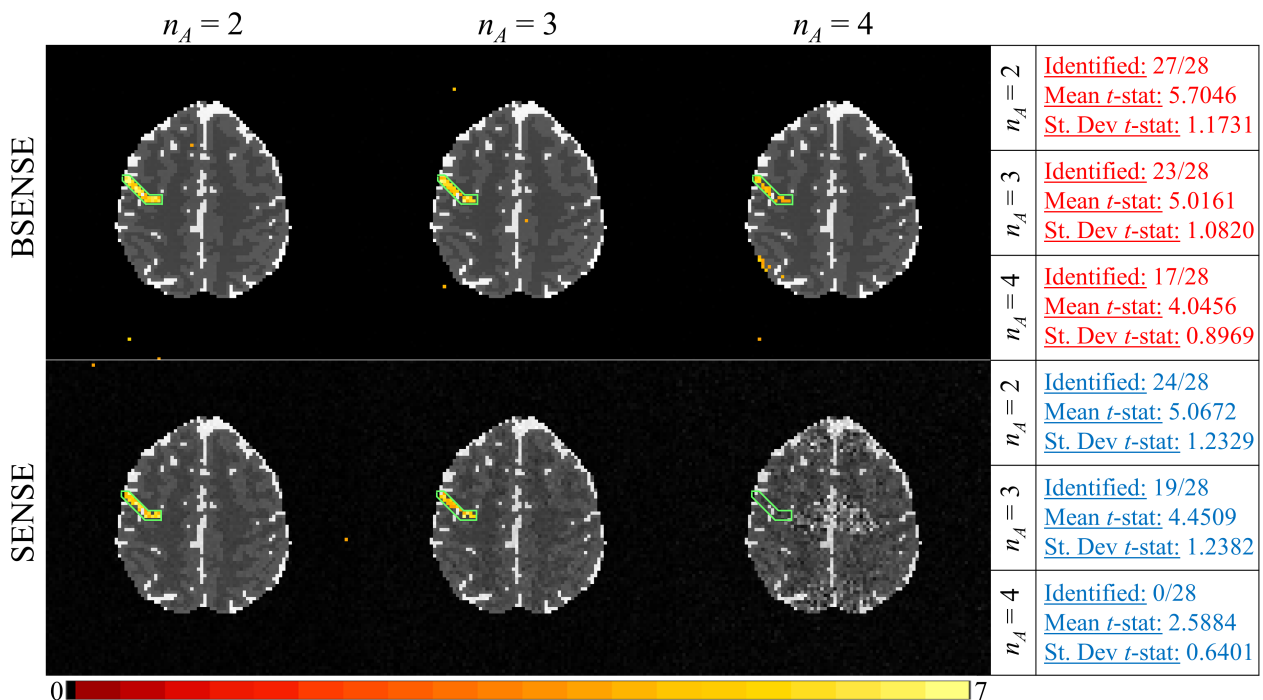 n_A = 2
n_A = 3
n_A = 4
BSENSE
n_A = 2
Identified: 27/28
Mean t-stat: 5.7046
St. Dev t-stat: 1.1731
n_A = 3
Identified: 23/28
Mean t-stat: 5.0161
St. Dev t-stat: 1.0820
n_A = 4
Identified: 17/28
Mean t-stat: 4.0456
St. Dev t-stat: 0.8969
SENSE
n_A = 2
Identified: 24/28
Mean t-stat: 5.0672
St. Dev t-stat: 1.2329
n_A = 3
Identified: 19/28
Mean t-stat: 4.4509
St. Dev t-stat: 1.2382
n_A = 4
Identified: 0/28
Mean t-stat: 2.5884
St. Dev t-stat: 0.6401
0
7